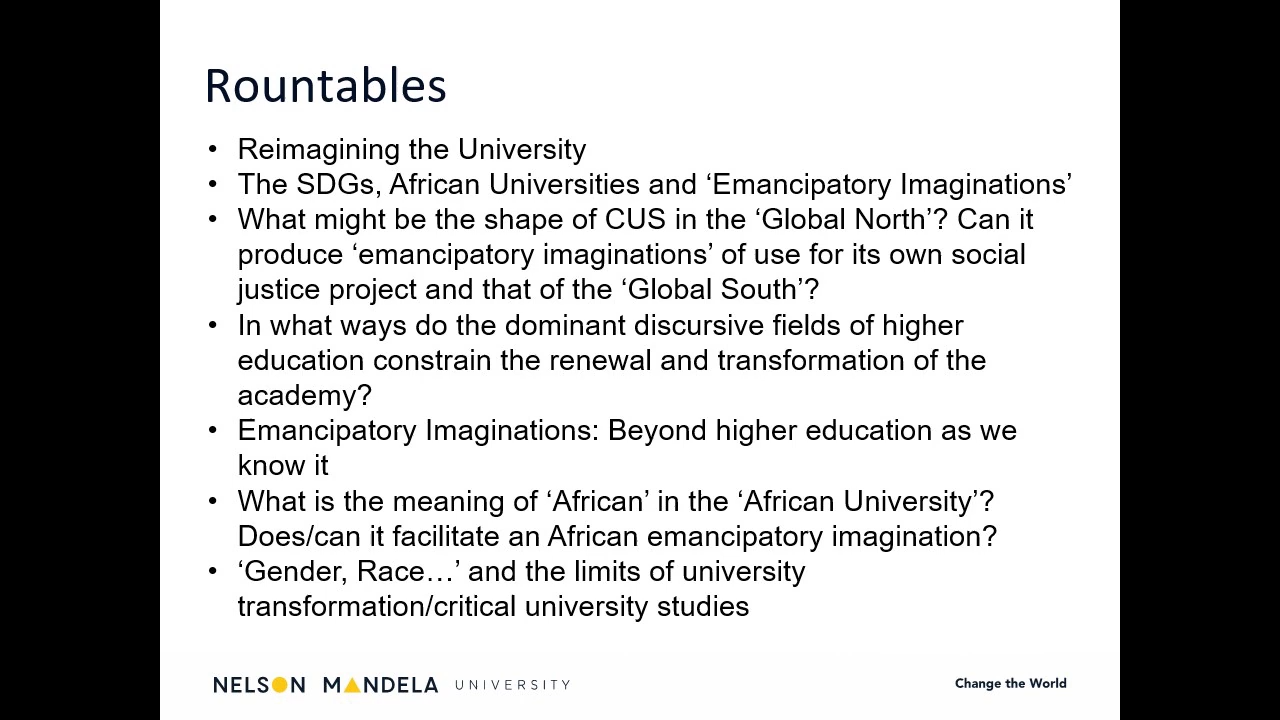 Rountables
• Reimagining the University
• The SDGs, African Universities and ‘Emancipatory Imaginations’
• What might be the shape of CUS in the ‘Global North’? Can it
produce ‘emancipatory imaginations’ of use for its own social
justice project and that of the ‘Global South’?
• In what ways do the dominant discursive fields of higher
education constrain the renewal and transformation of the
academy?
• Emancipatory Imaginations: Beyond higher education as we
know it
• What is the meaning of ‘African’ in the ‘African University’?
Does/can it facilitate an African emancipatory imagination?
• ‘Gender, Race…’ and the limits of university
transformation/critical university studies
NELSON MANDELA UNIVERSITY
Change the World